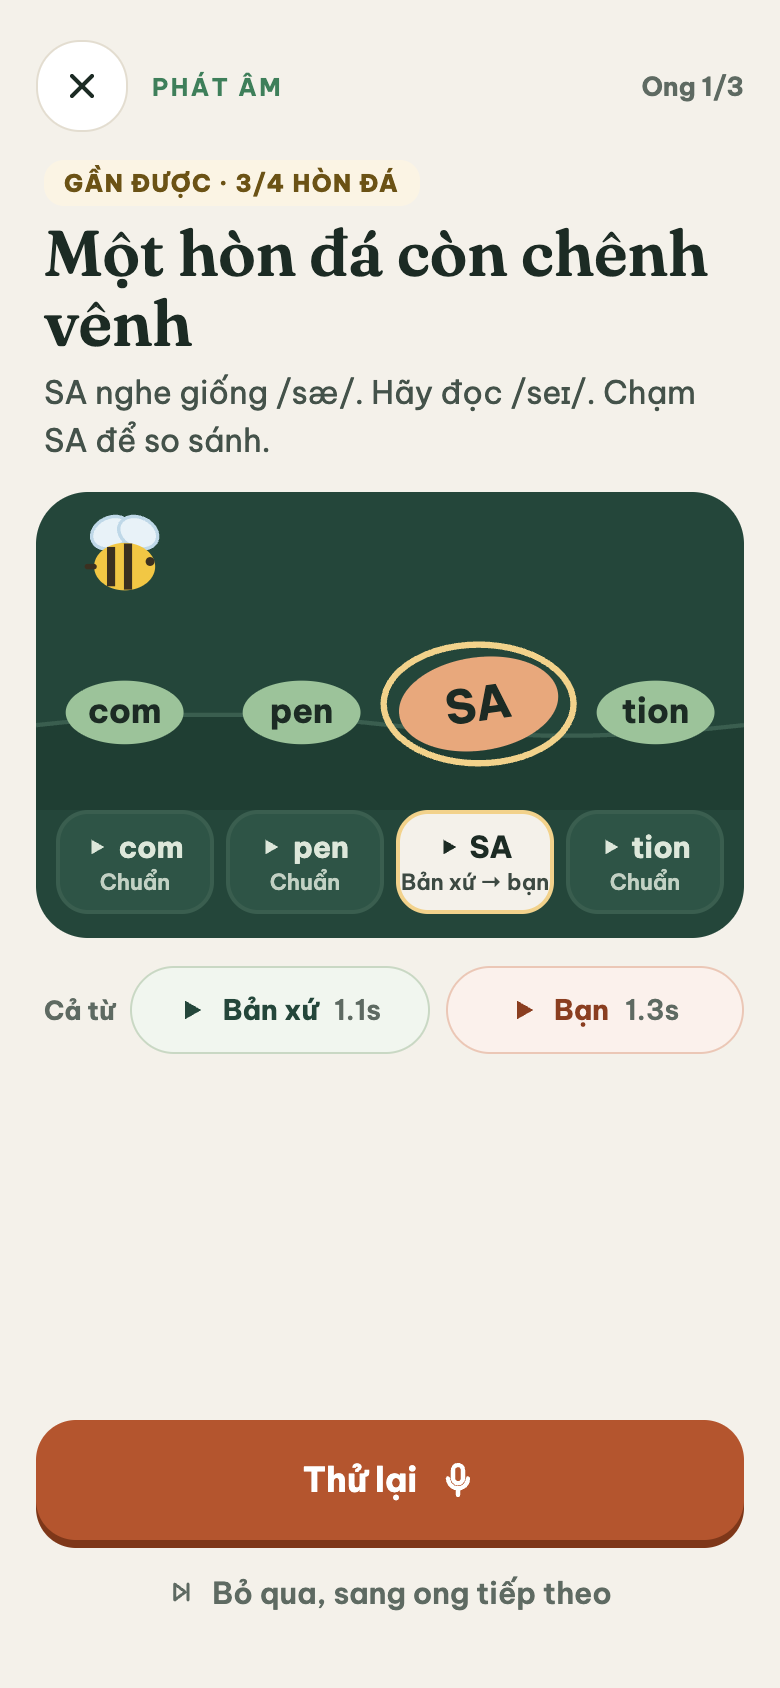 PHÁT ÂM
Ong 1/3
GẦN ĐƯỢC · 3/4 HÒN ĐÁ
Một hòn đá còn chênh
vênh
SA nghe giống /sæ/. Hãy đọc /seɪ/. Chạm
SA để so sánh.
com
pen
SA
tion
com
Chuẩn
pen
Chuẩn
SA
Bản xứ → bạn
tion
Chuẩn
Cả từ
Bản xứ 1.1s
Bạn 1.3s
Thử lại
Bỏ qua, sang ong tiếp theo